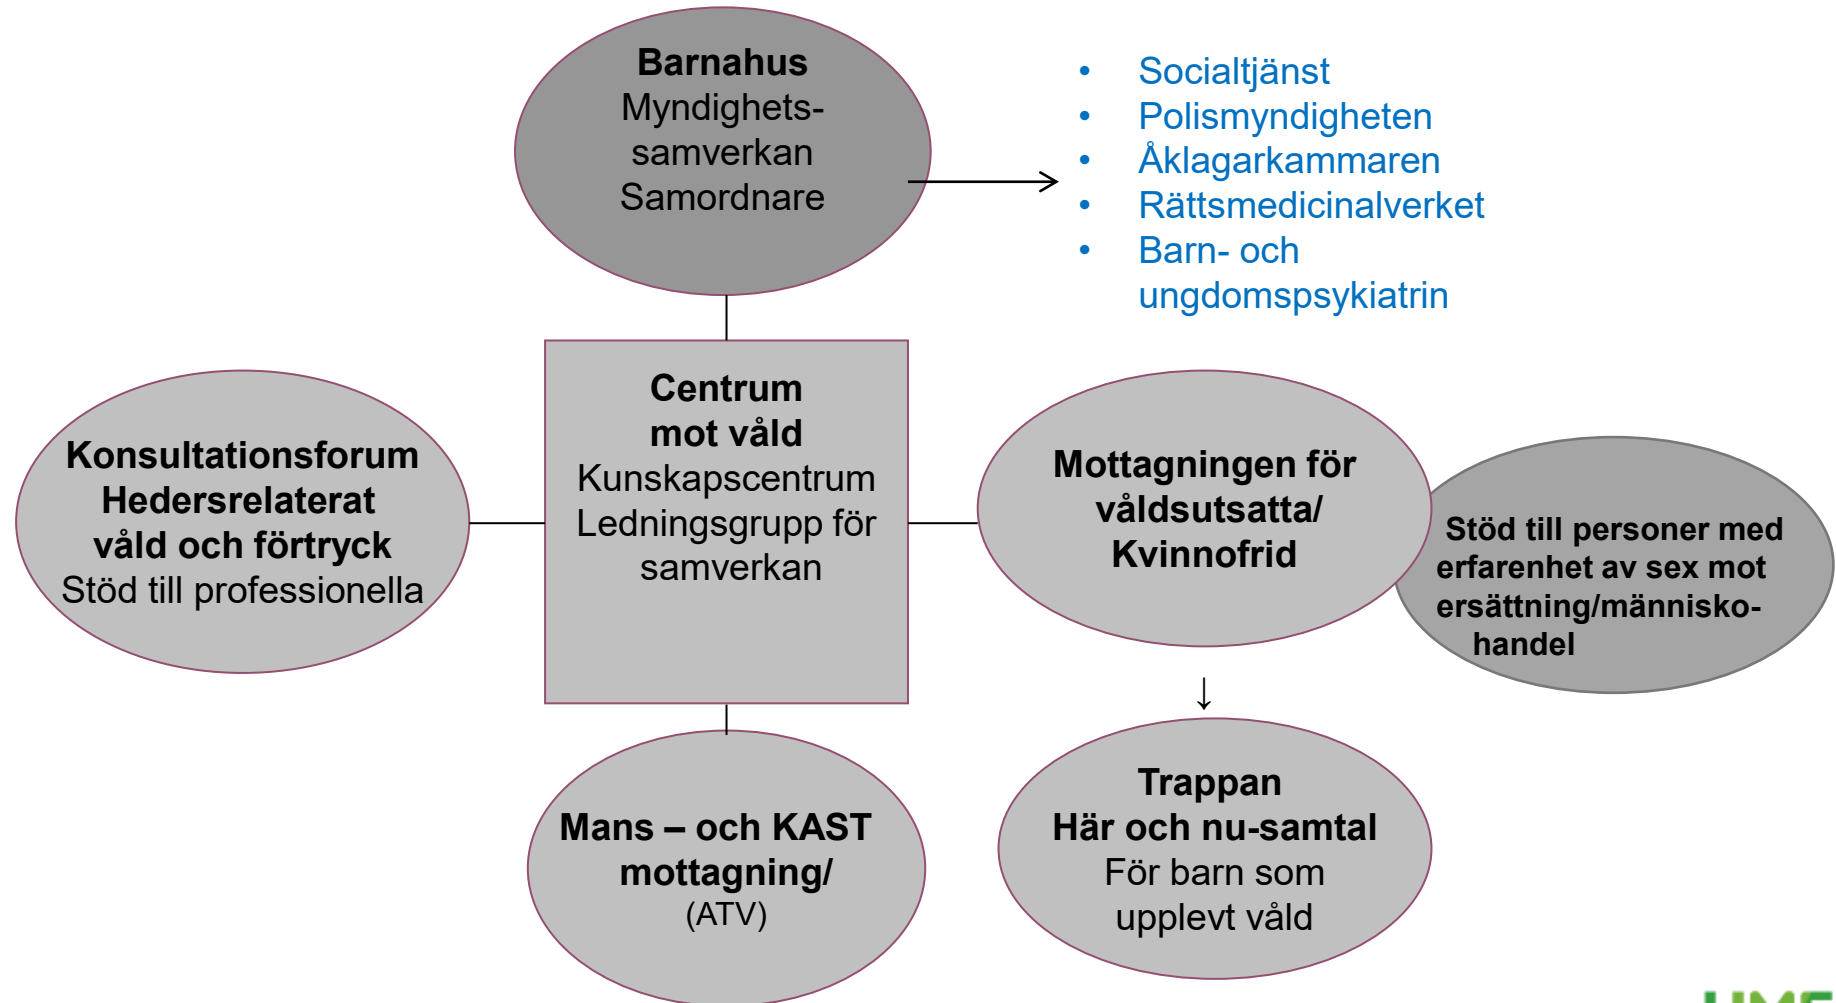 Barnahus
Myndighets-
samverkan
Samordnare
• Socialtjänst
• Polismyndigheten
• Åklagarkammaren
• Rättsmedicinalverket
• Barn- och
ungdomspsykiatrin
Konsultationsforum
Hedersrelaterat
våld och förtryck
Stöd till professionella
Centrum
mot våld
Kunskapscentrum
Ledningsgrupp för
samverkan
Mottagningen för
våldsutsatta/
Kvinnofrid
Stöd till personer med
erfarenhet av sex mot
ersättning/människo-
handel
↓
Mans – och KAST
mottagning/
(ATV)
Trappan
Här och nu-samtal
För barn som
upplevt våld